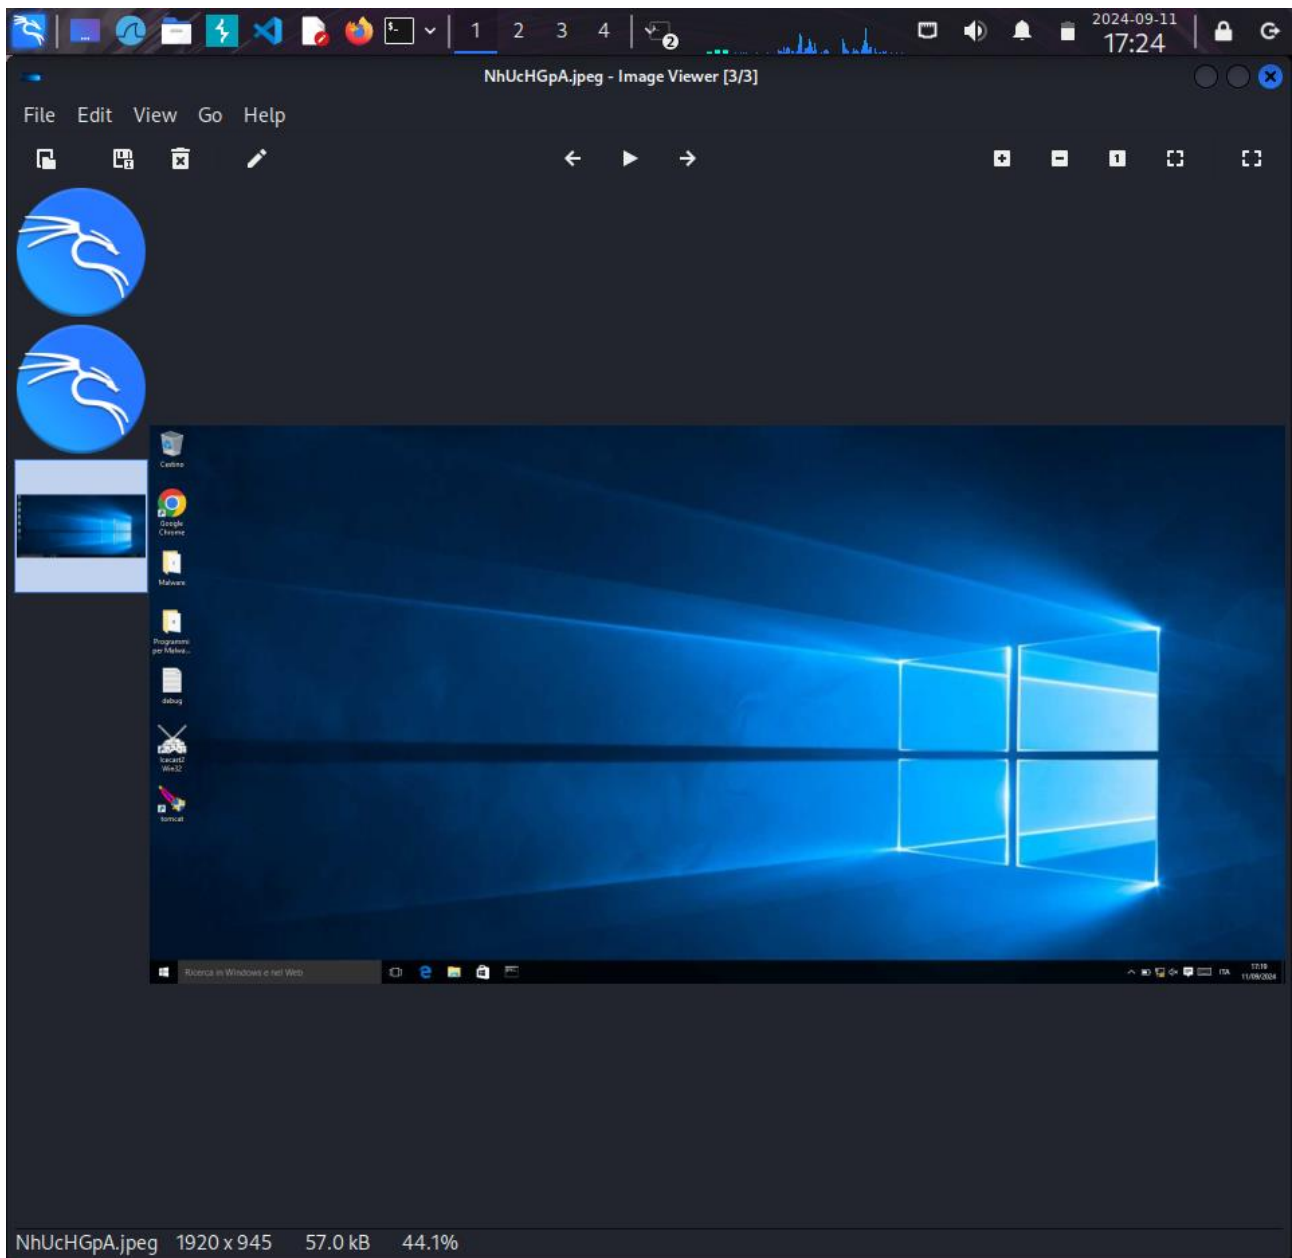 1 2 3 4 2 2024-09-11
17:24
NhUcHGpA.jpeg - Image Viewer [3/3]
File Edit View Go Help
1
Cestino
Google
Chrome
Malware
Programmi
per Malwa...
debug
Icecast2
Win32
tomcat
Ricerca in Windows e nel Web
ITA
17:19
11/09/2024
NhUcHGpA.jpeg 1920 x 945 57.0 kB 44.1%